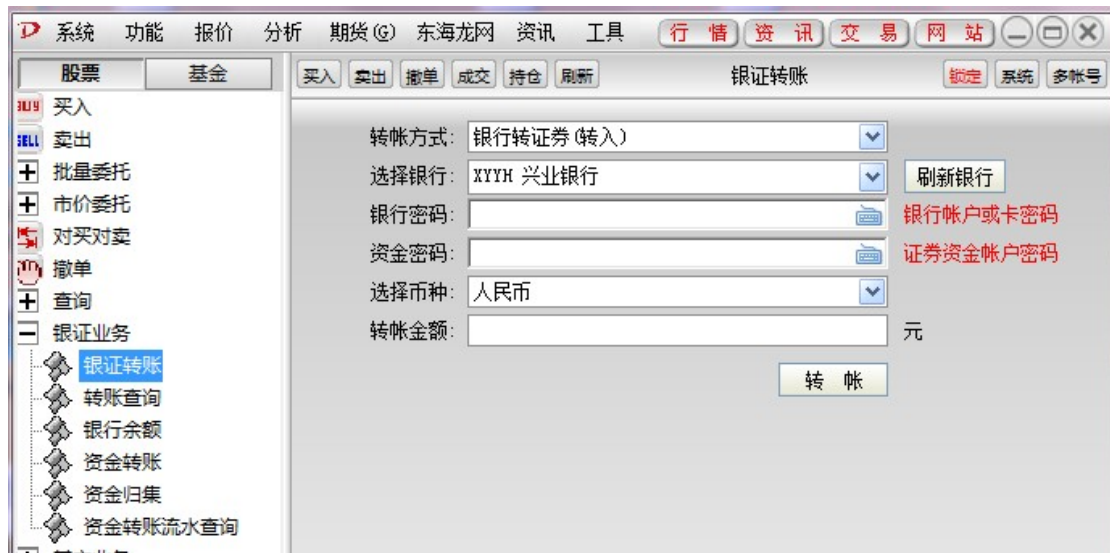 系统 功能 报价 分析 期货(G) 东海龙网 资讯 工具 行情 资讯 交易 网站
股票 基金
买入 卖出 撤单 成交 持仓 刷新 银证转账 锁定 系统 多帐号
BUY 买入
SELL 卖出
批量委托
市价委托
对买对卖
撤单
查询
银证业务
银证转账
转账查询
银行余额
资金转账
资金归集
资金转账流水查询
转帐方式: 银行转证券(转入)
选择银行: XYYH 兴业银行 刷新银行
银行密码: 银行帐户或卡密码
资金密码: 证券资金帐户密码
选择币种: 人民币
转帐金额: 元
转 帐